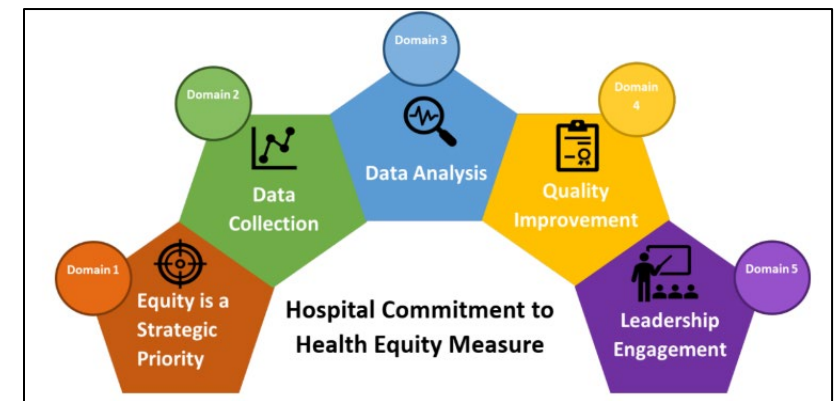 Domain 1
Equity is a
Strategic
Priority
Domain 2
Data
Collection
Domain 3
Data Analysis
Domain
4
Quality
Improvement
Domain 5
Leadership
Engagement
Hospital Commitment to
Health Equity Measure